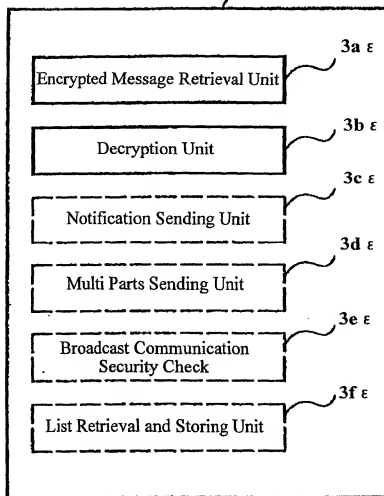 3a ε
Encrypted Message Retrieval Unit
3b ε
Decryption Unit
3c ε
Notification Sending Unit
3d ε
Multi Parts Sending Unit
3e ε
Broadcast Communication
Security Check
3f ε
List Retrieval and Storing Unit